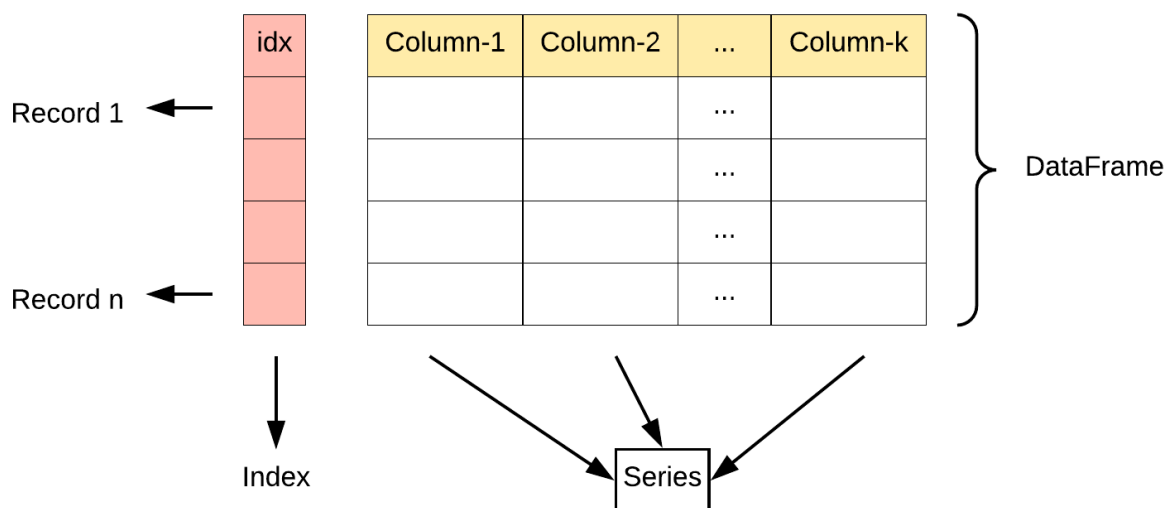 idx
Column-1 Column-2 ... Column-k
Record 1
...
...
DataFrame
...
Record n
...
Index
Series